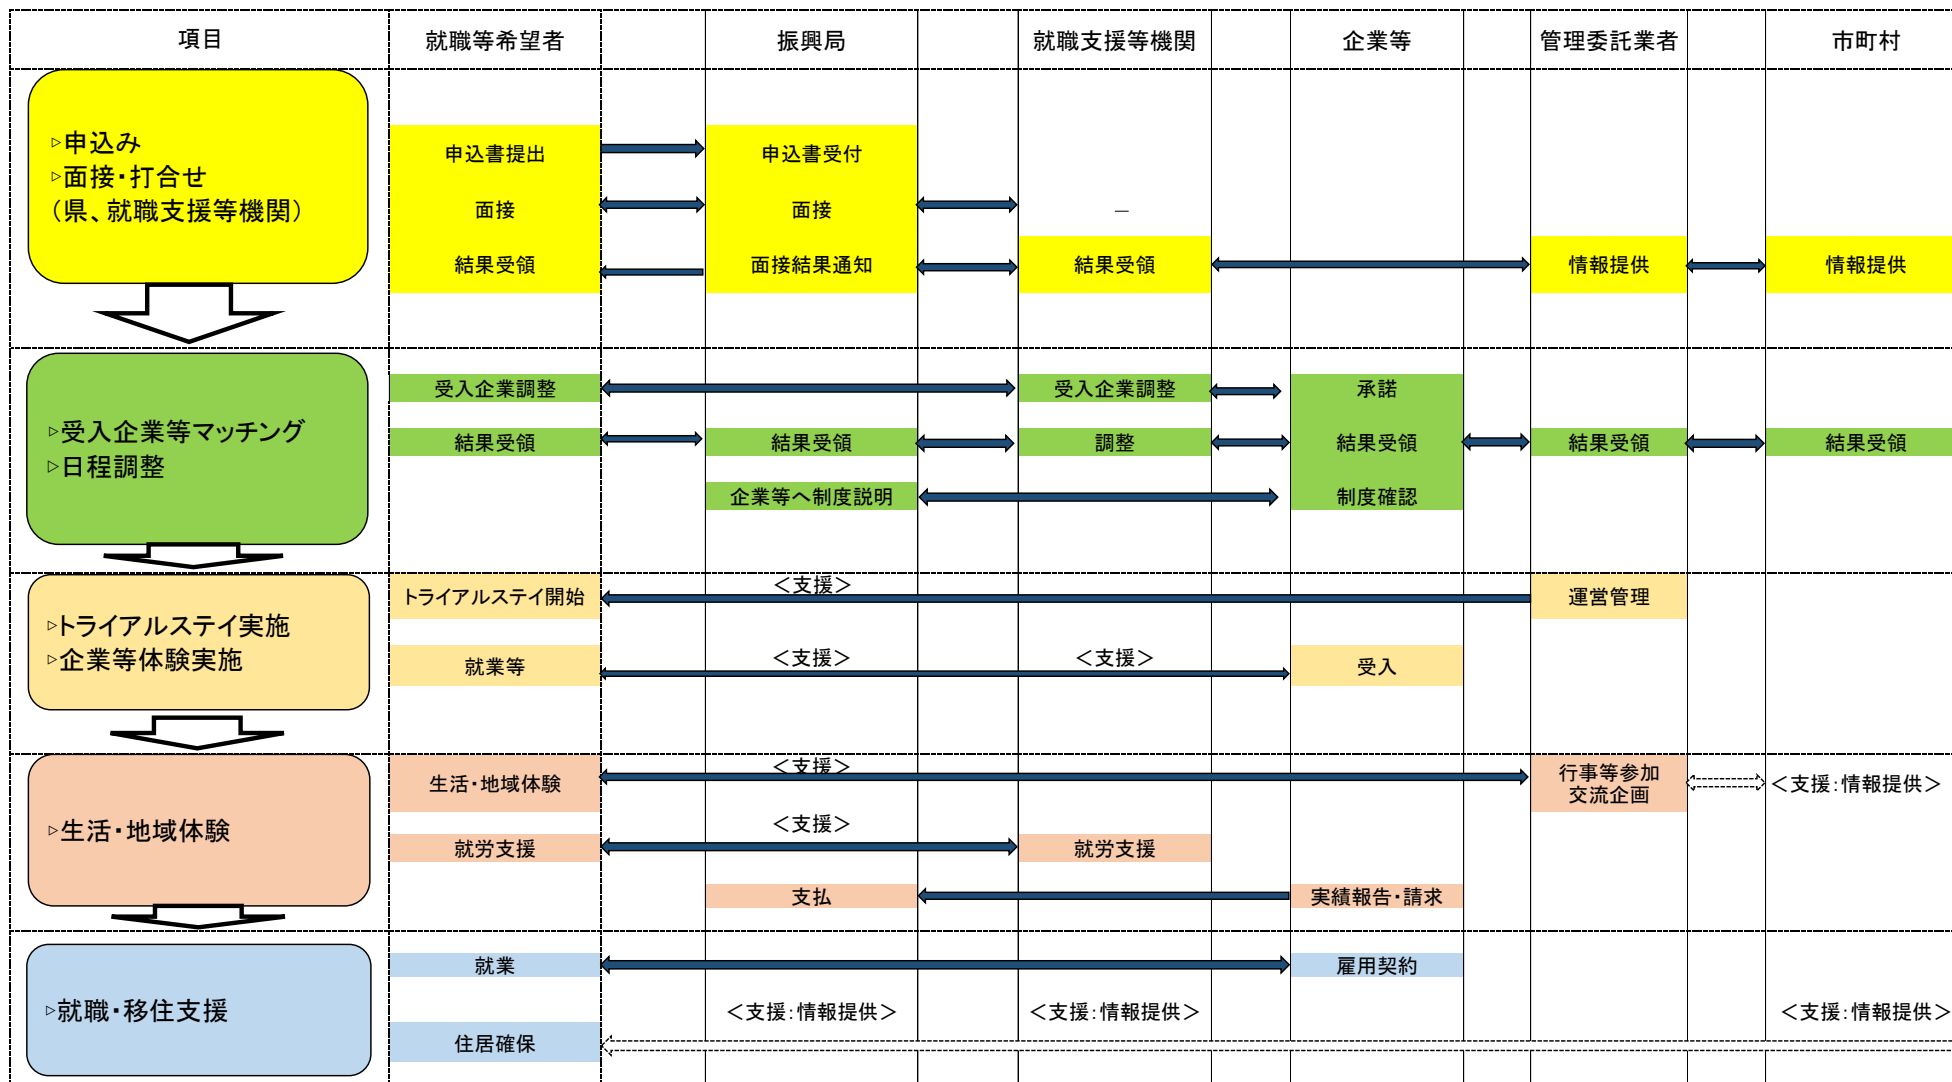 項目
就職等希望者
振興局
就職支援等機関
企業等
管理委託業者
市町村
▷申込み
▷面接・打合せ
（県、就職支援等機関）
申込書提出
申込書受付
面接
面接
－
結果受領
面接結果通知
結果受領
情報提供
情報提供
▷受入企業等マッチング
▷日程調整
受入企業調整
受入企業調整
承諾
結果受領
結果受領
調整
結果受領
結果受領
結果受領
企業等へ制度説明
制度確認
▷トライアルステイ実施
▷企業等体験実施
トライアルステイ開始
＜支援＞
運営管理
就業等
＜支援＞
＜支援＞
受入
▷生活・地域体験
生活・地域体験
＜支援＞
行事等参加
交流企画
＜支援：情報提供＞
就労支援
＜支援＞
就労支援
支払
実績報告・請求
▷就職・移住支援
就業
雇用契約
＜支援：情報提供＞
＜支援：情報提供＞
＜支援：情報提供＞
住居確保